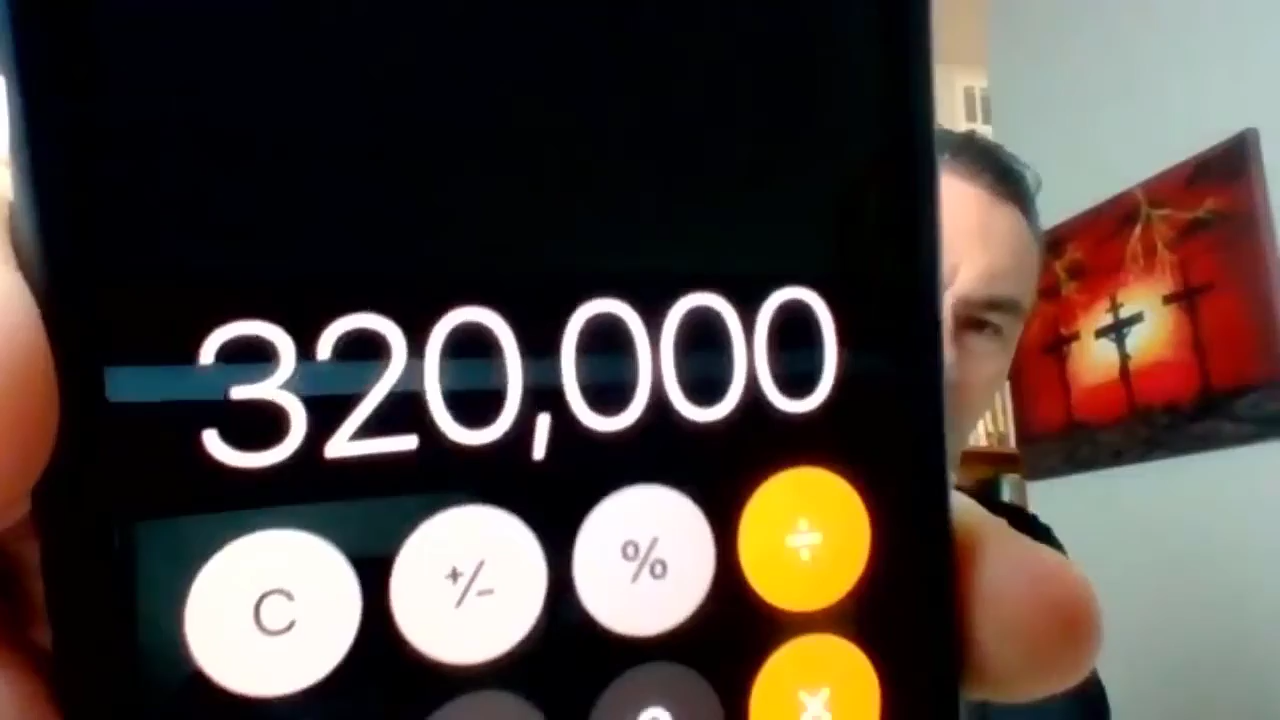 320,000
C +/- % ÷
×